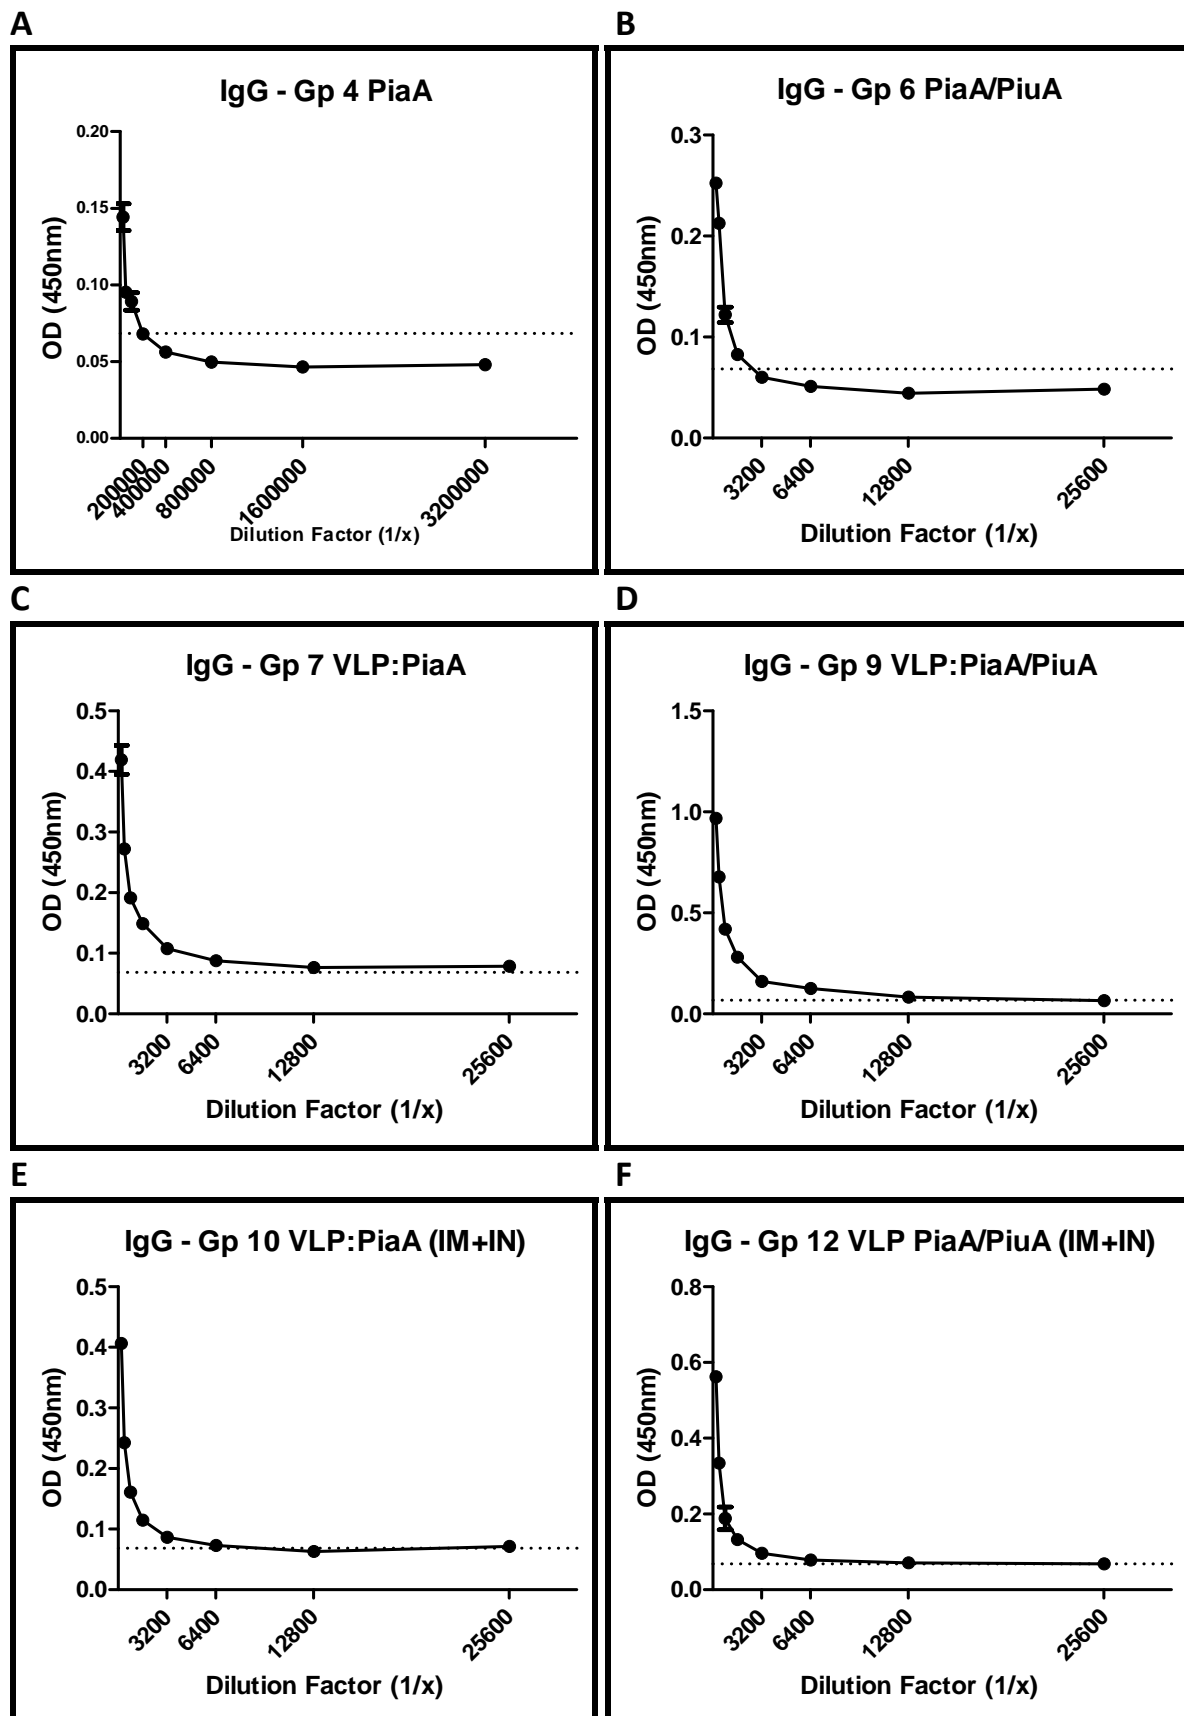 A
IgG - Gp 4 PiaA
OD (450nm)
0.20
0.15
0.10
0.05
0.00
200000
400000
800000
1600000
3200000
Dilution Factor (1/x)
B
IgG - Gp 6 PiaA/PiuA
OD (450nm)
0.3
0.2
0.1
0.0
3200
6400
12800
25600
Dilution Factor (1/x)
C
IgG - Gp 7 VLP:PiaA
OD (450nm)
0.5
0.4
0.3
0.2
0.1
0.0
3200
6400
12800
25600
Dilution Factor (1/x)
D
IgG - Gp 9 VLP:PiaA/PiuA
OD (450nm)
1.5
1.0
0.5
0.0
3200
6400
12800
25600
Dilution Factor (1/x)
E
IgG - Gp 10 VLP:PiaA (IM+IN)
OD (450nm)
0.5
0.4
0.3
0.2
0.1
0.0
3200
6400
12800
25600
Dilution Factor (1/x)
F
IgG - Gp 12 VLP PiaA/PiuA (IM+IN)
OD (450nm)
0.8
0.6
0.4
0.2
0.0
3200
6400
12800
25600
Dilution Factor (1/x)